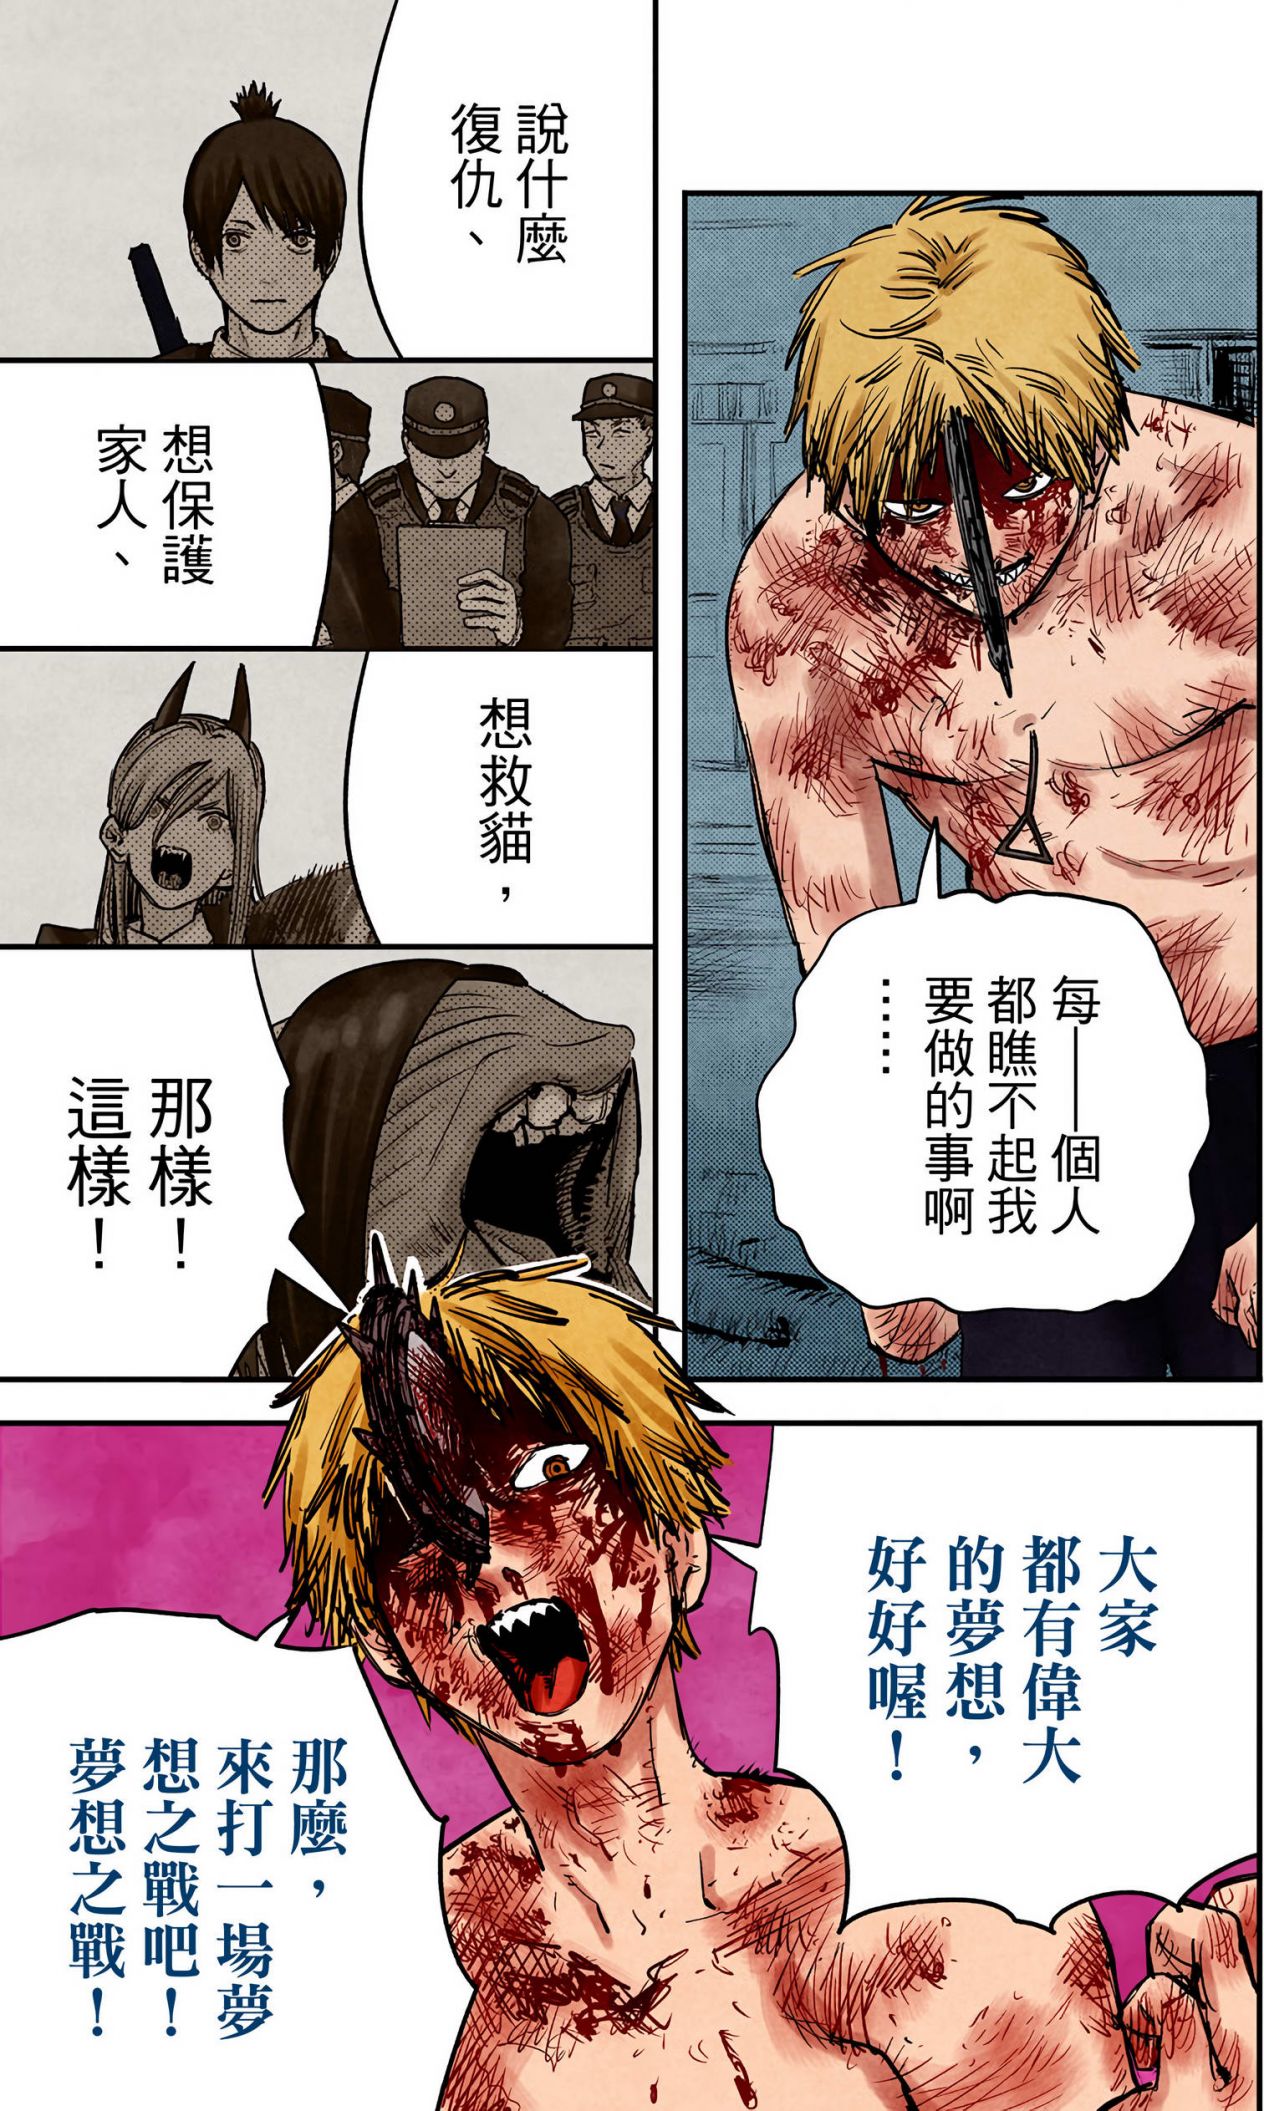 每——個人
都瞧不起我
要做的事啊
……
說什麼
復仇、
想保護
家人、
想救貓，
那樣！
這樣！
大家
都有偉大
的夢想，
好好喔！
那麼，
來打一場夢
想之戰吧！
夢想之戰！